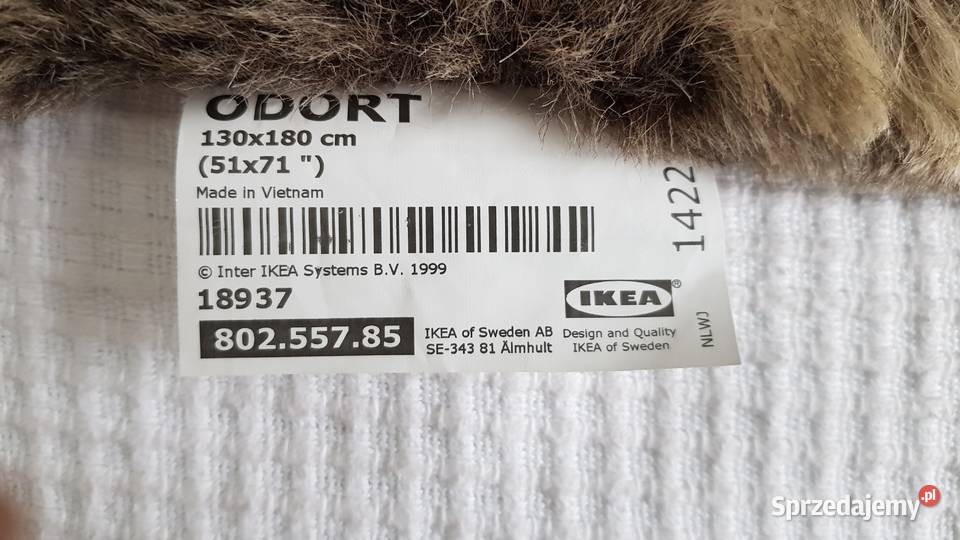 ODORT
130x180 cm
(51x71 ")
Made in Vietnam
© Inter IKEA Systems B.V. 1999
18937
802.557.85
IKEA of Sweden AB
SE-343 81 Älmhult
IKEA®
Design and Quality
IKEA of Sweden
1422
NLWJ
Sprzedajemy.pl